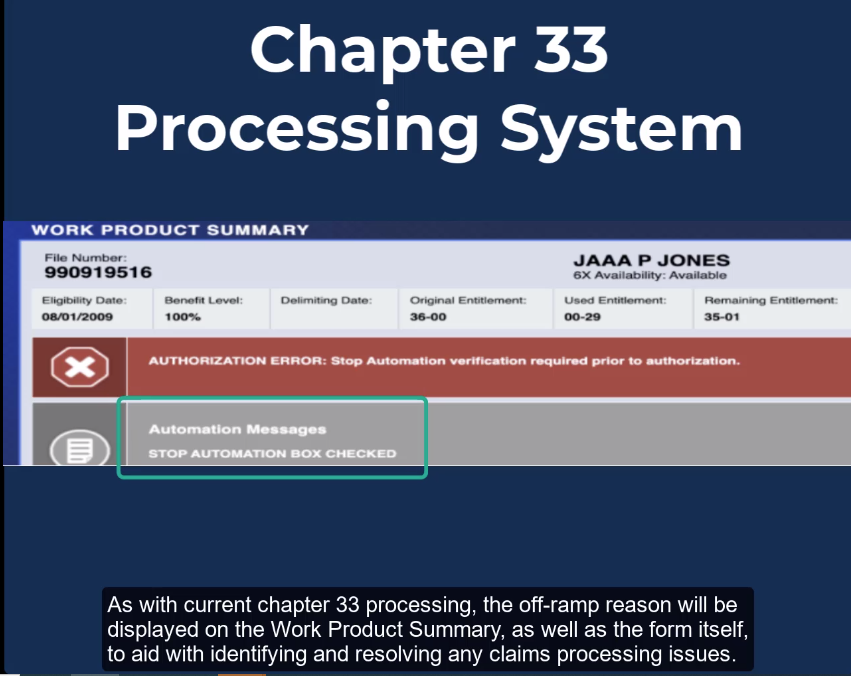 Chapter 33
Processing System
WORK PRODUCT SUMMARY
File Number:
990919516
JAAA P JONES
6X Availability: Available
Eligibility Date:
08/01/2009
Benefit Level:
100%
Delimiting Date:
Original Entitlement:
36-00
Used Entitlement:
00-29
Remaining Entitlement:
35-01
AUTHORIZATION ERROR: Stop Automation verification required prior to authorization.
Automation Messages
STOP AUTOMATION BOX CHECKED
As with current chapter 33 processing, the off-ramp reason will be
displayed on the Work Product Summary, as well as the form itself,
to aid with identifying and resolving any claims processing issues.